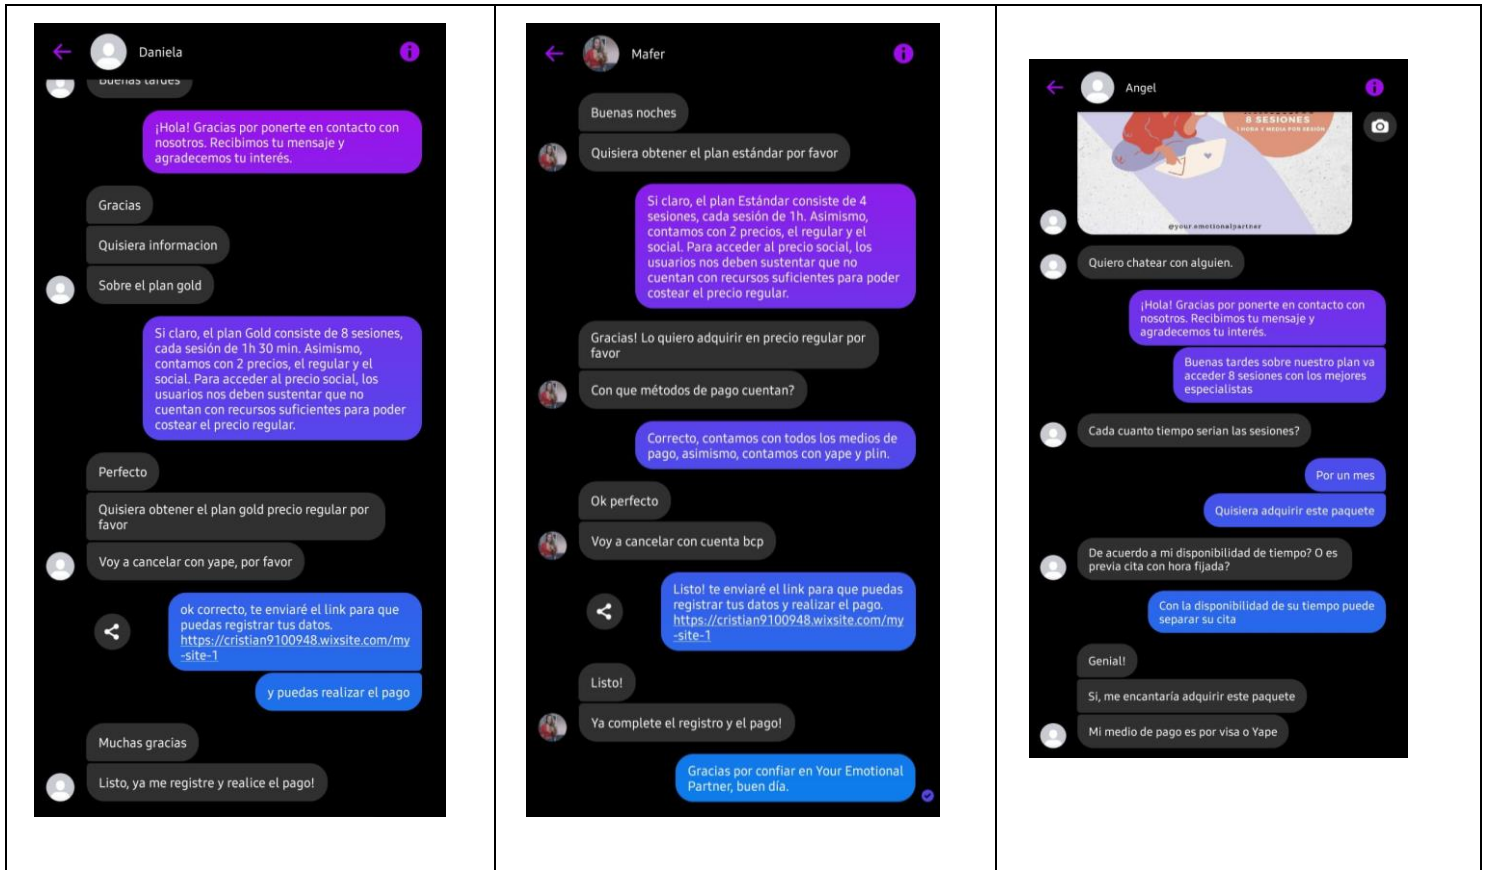 Daniela
Buenas tardes
¡Hola! Gracias por ponerte en contacto con
nosotros. Recibimos tu mensaje y
agradecemos tu interés.
Gracias
Quisiera informacion
Sobre el plan gold
Si claro, el plan Gold consiste de 8 sesiones,
cada sesión de 1h 30 min. Asimismo,
contamos con 2 precios, el regular y el
social. Para acceder al precio social, los
usuarios nos deben sustentar que no
cuentan con recursos suficientes para poder
costear el precio regular.
Perfecto
Quisiera obtener el plan gold precio regular por
favor
Voy a cancelar con yape, por favor
ok correcto, te enviaré el link para que
puedas registrar tus datos.
https://cristian9100948.wixsite.com/my
-site-1
y puedas realizar el pago
Muchas gracias
Listo, ya me registre y realice el pago!
Mafer
Buenas noches
Quisiera obtener el plan estándar por favor
Si claro, el plan Estándar consiste de 4
sesiones, cada sesión de 1h. Asimismo,
contamos con 2 precios, el regular y el
social. Para acceder al precio social, los
usuarios nos deben sustentar que no
cuentan con recursos suficientes para poder
costear el precio regular.
Gracias! Lo quiero adquirir en precio regular por
favor
Con que métodos de pago cuentan?
Correcto, contamos con todos los medios de
pago, asimismo, contamos con yape y plin.
Ok perfecto
Voy a cancelar con cuenta bcp
Listo! te enviaré el link para que puedas
registrar tus datos y realizar el pago.
https://cristian9100948.wixsite.com/my
-site-1
Listo!
Ya complete el registro y el pago!
Gracias por confiar en Your Emotional
Partner, buen día.
Angel
8 SESIONES
1 HORA Y MEDIA POR SESIÓN
@your.emotionalpartner
Quiero chatear con alguien.
¡Hola! Gracias por ponerte en contacto con
nosotros. Recibimos tu mensaje y
agradecemos tu interés.
Buenas tardes sobre nuestro plan va
acceder 8 sesiones con los mejores
especialistas
Cada cuanto tiempo serian las sesiones?
Por un mes
Quisiera adquirir este paquete
De acuerdo a mi disponibilidad de tiempo? O es
previa cita con hora fijada?
Con la disponibilidad de su tiempo puede
separar su cita
Genial!
Si, me encantaría adquirir este paquete
Mi medio de pago es por visa o Yape